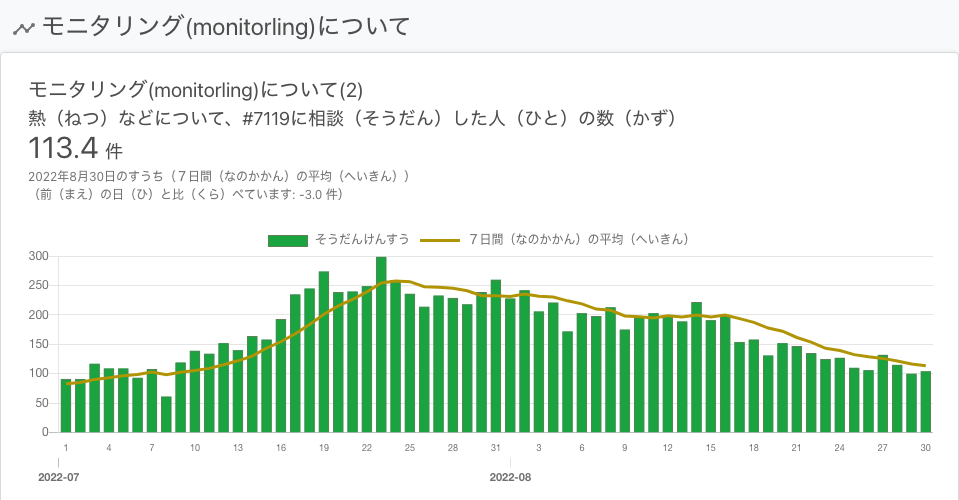 モニタリング(monitorling)について
モニタリング(monitorling)について(2)
熱（ねつ）などについて、#7119に相談（そうだん）した人（ひと）の数（かず）
113.4 件
2022年8月30日のすうち（７日間（なのかかん）の平均（へいきん））
（前（まえ）の日（ひ）と比（くら）べています: -3.0 件）
そうだんけんすう ７日間（なのかかん）の平均（へいきん）
300
250
200
150
100
50
0
1 4 7 10 13 16 19 22 25 28 31 3 6 9 12 15 18 21 24 27 30
2022-07 2022-08